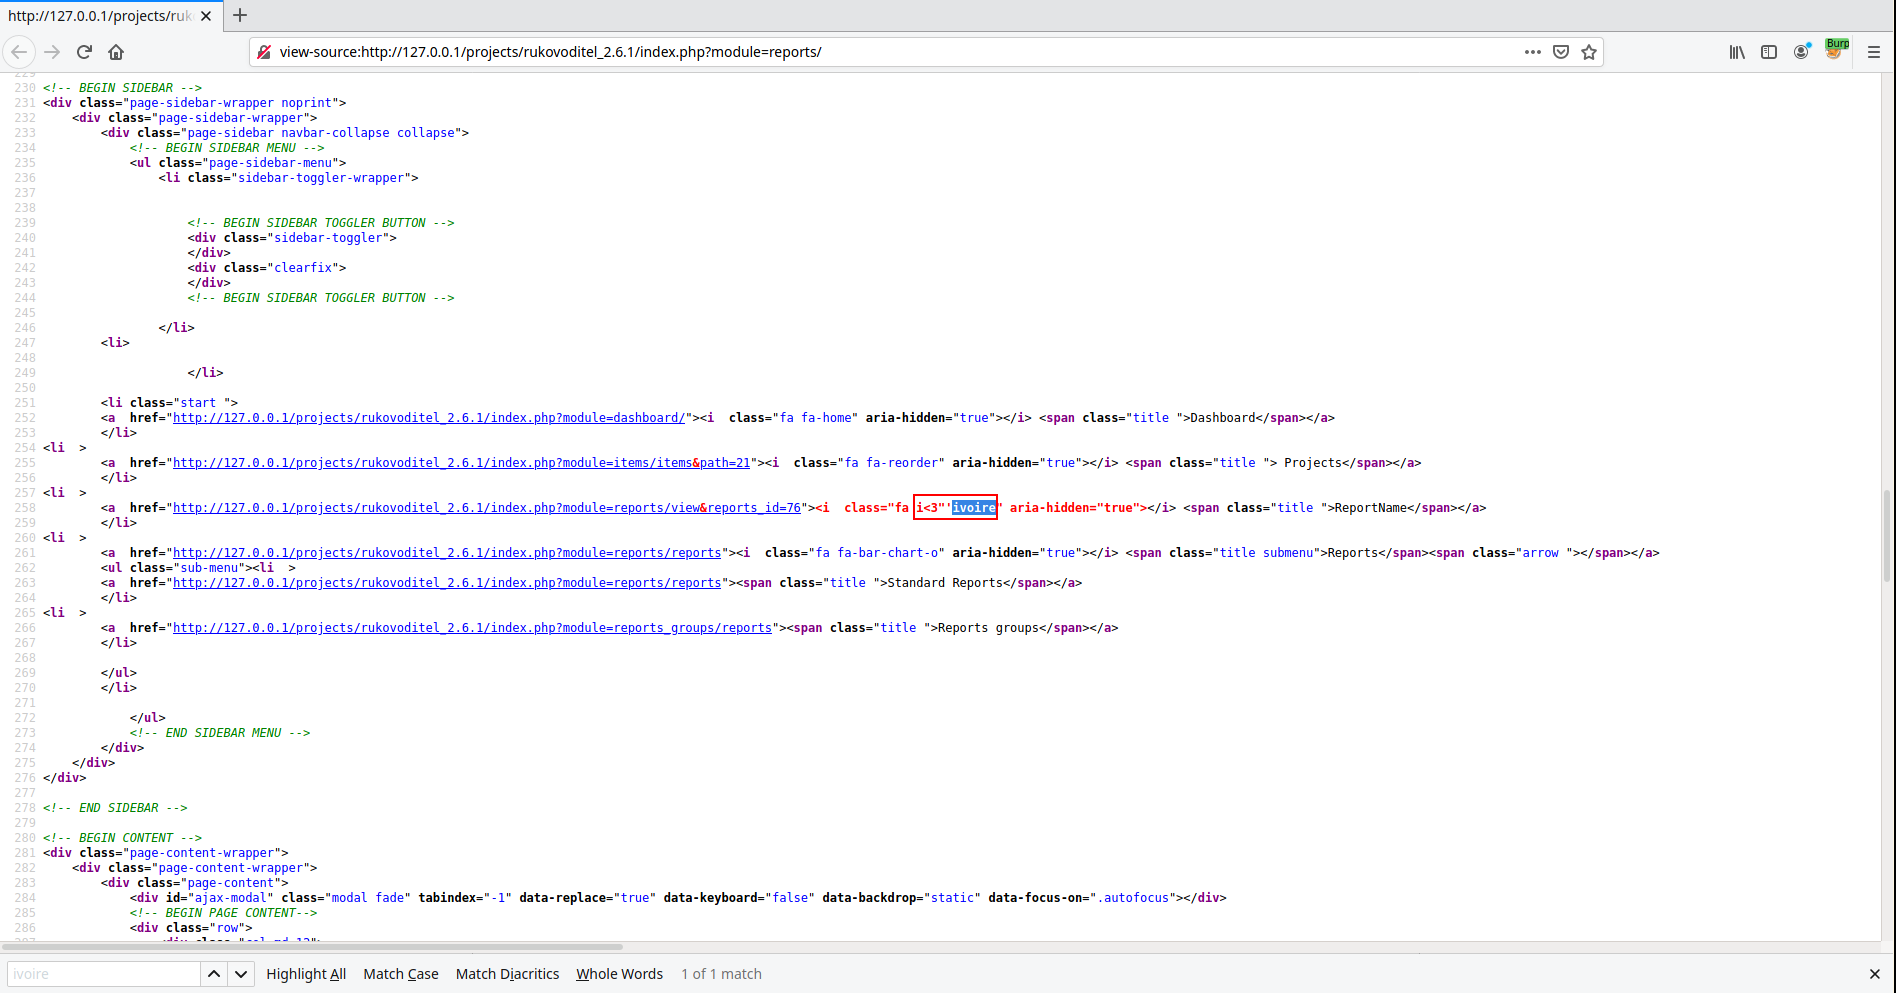 http://127.0.0.1/projects/ruk
view-source:http://127.0.0.1/projects/rukovoditel_2.6.1/index.php?module=reports/
Burp
229
230 <!-- BEGIN SIDEBAR -->
231 <div class="page-sidebar-wrapper noprint">
232 <div class="page-sidebar-wrapper">
233 <div class="page-sidebar navbar-collapse collapse">
234 <!-- BEGIN SIDEBAR MENU -->
235 <ul class="page-sidebar-menu">
236 <li class="sidebar-toggler-wrapper">
237
238
239 <!-- BEGIN SIDEBAR TOGGLER BUTTON -->
240 <div class="sidebar-toggler">
241 </div>
242 <div class="clearfix">
243 </div>
244 <!-- BEGIN SIDEBAR TOGGLER BUTTON -->
245
246 </li>
247 <li>
248
249 </li>
250
251 <li class="start ">
252 <a  href="http://127.0.0.1/projects/rukovoditel_2.6.1/index.php?module=dashboard/"><i  class="fa fa-home" aria-hidden="true"></i> <span class="title ">Dashboard</span></a>
253 </li>
254 <li  >
255 <a  href="http://127.0.0.1/projects/rukovoditel_2.6.1/index.php?module=items/items&path=21"><i  class="fa fa-reorder" aria-hidden="true"></i> <span class="title "> Projects</span></a>
256 </li>
257 <li  >
258 <a  href="http://127.0.0.1/projects/rukovoditel_2.6.1/index.php?module=reports/view&reports_id=76"><i  class="fa i<3"'ivoire" aria-hidden="true"></i> <span class="title ">ReportName</span></a>
259 </li>
260 <li  >
261 <a  href="http://127.0.0.1/projects/rukovoditel_2.6.1/index.php?module=reports/reports"><i  class="fa fa-bar-chart-o" aria-hidden="true"></i> <span class="title submenu">Reports</span><span class="arrow "></span></a>
262 <ul class="sub-menu"><li  >
263 <a  href="http://127.0.0.1/projects/rukovoditel_2.6.1/index.php?module=reports/reports"><span class="title ">Standard Reports</span></a>
264 </li>
265 <li  >
266 <a  href="http://127.0.0.1/projects/rukovoditel_2.6.1/index.php?module=reports_groups/reports"><span class="title ">Reports groups</span></a>
267 </li>
268
269 </ul>
270 </li>
271
272 </ul>
273 <!-- END SIDEBAR MENU -->
274 </div>
275 </div>
276 </div>
277
278 <!-- END SIDEBAR -->
279
280 <!-- BEGIN CONTENT -->
281 <div class="page-content-wrapper">
282 <div class="page-content-wrapper">
283 <div class="page-content">
284 <div id="ajax-modal" class="modal fade" tabindex="-1" data-replace="true" data-keyboard="false" data-backdrop="static" data-focus-on=".autofocus"></div>
285 <!-- BEGIN PAGE CONTENT-->
286 <div class="row">
287 <div class="col-md-12">
ivoire Highlight All Match Case Match Diacritics Whole Words 1 of 1 match